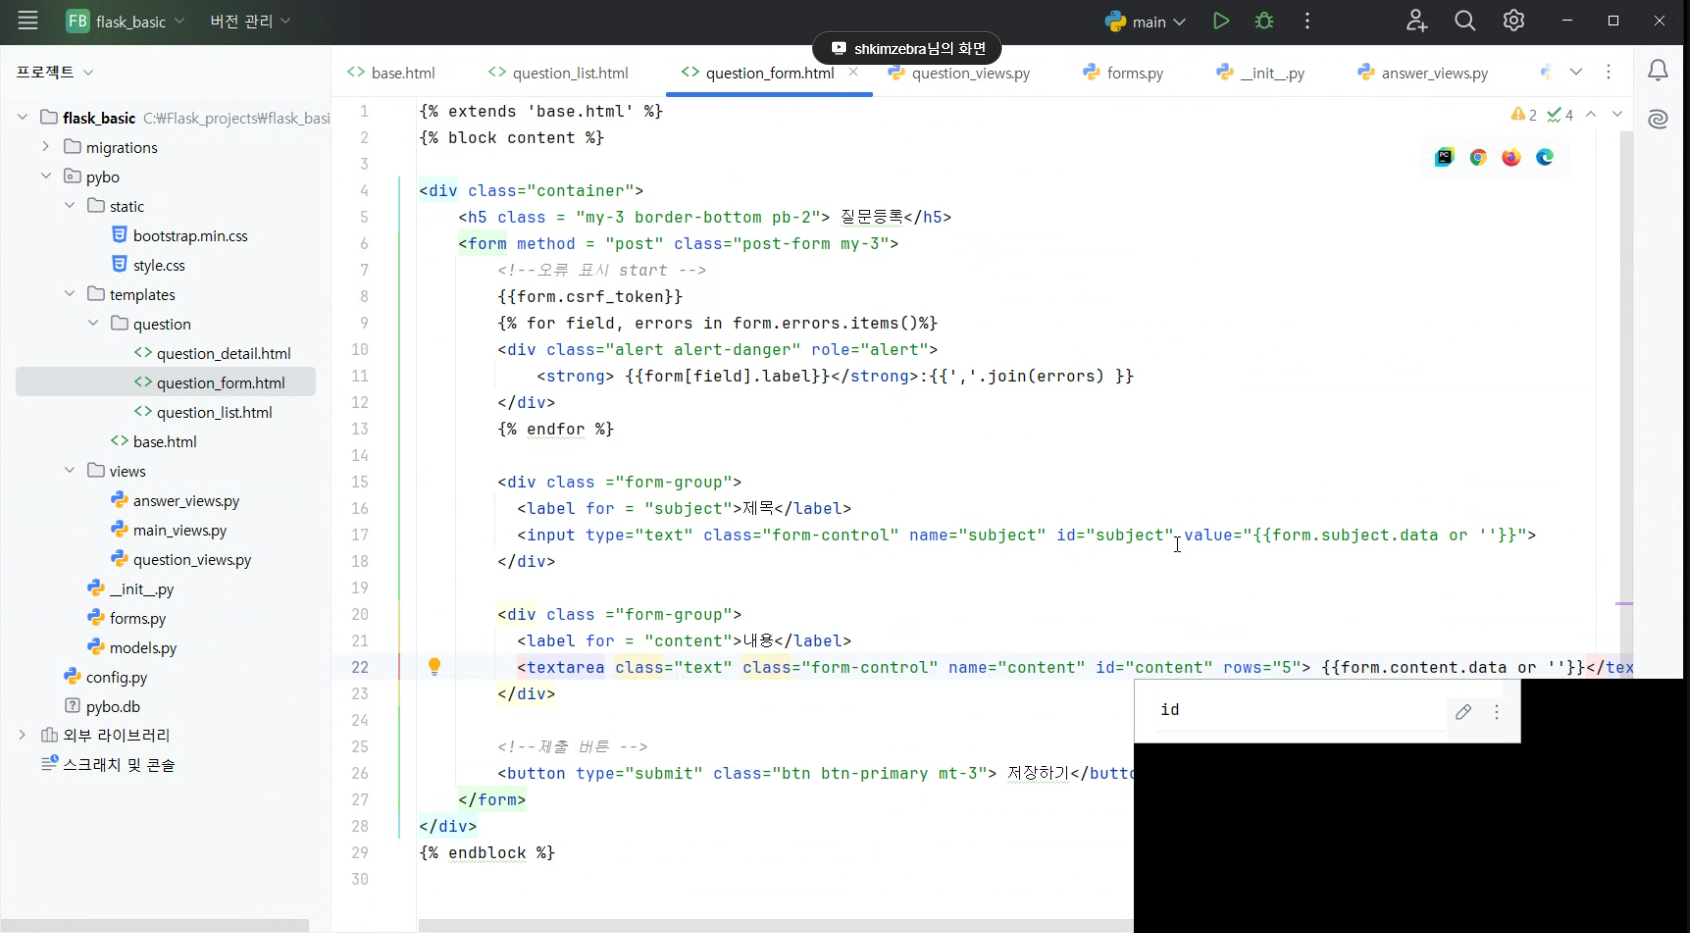 FB flask_basic 버전 관리 main
shkimzebra님의 화면
프로젝트
base.html question_list.html question_form.html question_views.py forms.py __init__.py answer_views.py
flask_basic C:₩Flask_projects₩flask_basi
migrations
pybo
static
bootstrap.min.css
style.css
templates
question
question_detail.html
question_form.html
question_list.html
base.html
views
answer_views.py
main_views.py
question_views.py
__init__.py
forms.py
models.py
config.py
pybo.db
외부 라이브러리
스크래치 및 콘솔
2 4
PC
1 {% extends 'base.html' %}
2 {% block content %}
3
4 <div class="container">
5 <h5 class = "my-3 border-bottom pb-2"> 질문등록</h5>
6 <form method = "post" class="post-form my-3">
7 <!--오류 표시 start -->
8 {{form.csrf_token}}
9 {% for field, errors in form.errors.items()%}
10 <div class="alert alert-danger" role="alert">
11 <strong> {{form[field].label}}</strong>:{{','.join(errors) }}
12 </div>
13 {% endfor %}
14
15 <div class ="form-group">
16 <label for = "subject">제목</label>
17 <input type="text" class="form-control" name="subject" id="subject" value="{{form.subject.data or ''}}">
18 </div>
19
20 <div class ="form-group">
21 <label for = "content">내용</label>
22 <textarea class="text" class="form-control" name="content" id="content" rows="5"> {{form.content.data or ''}}</tex
23 </div>
24
25 <!--제출 버튼 -->
26 <button type="submit" class="btn btn-primary mt-3"> 저장하기</butto
27 </form>
28 </div>
29 {% endblock %}
30
id